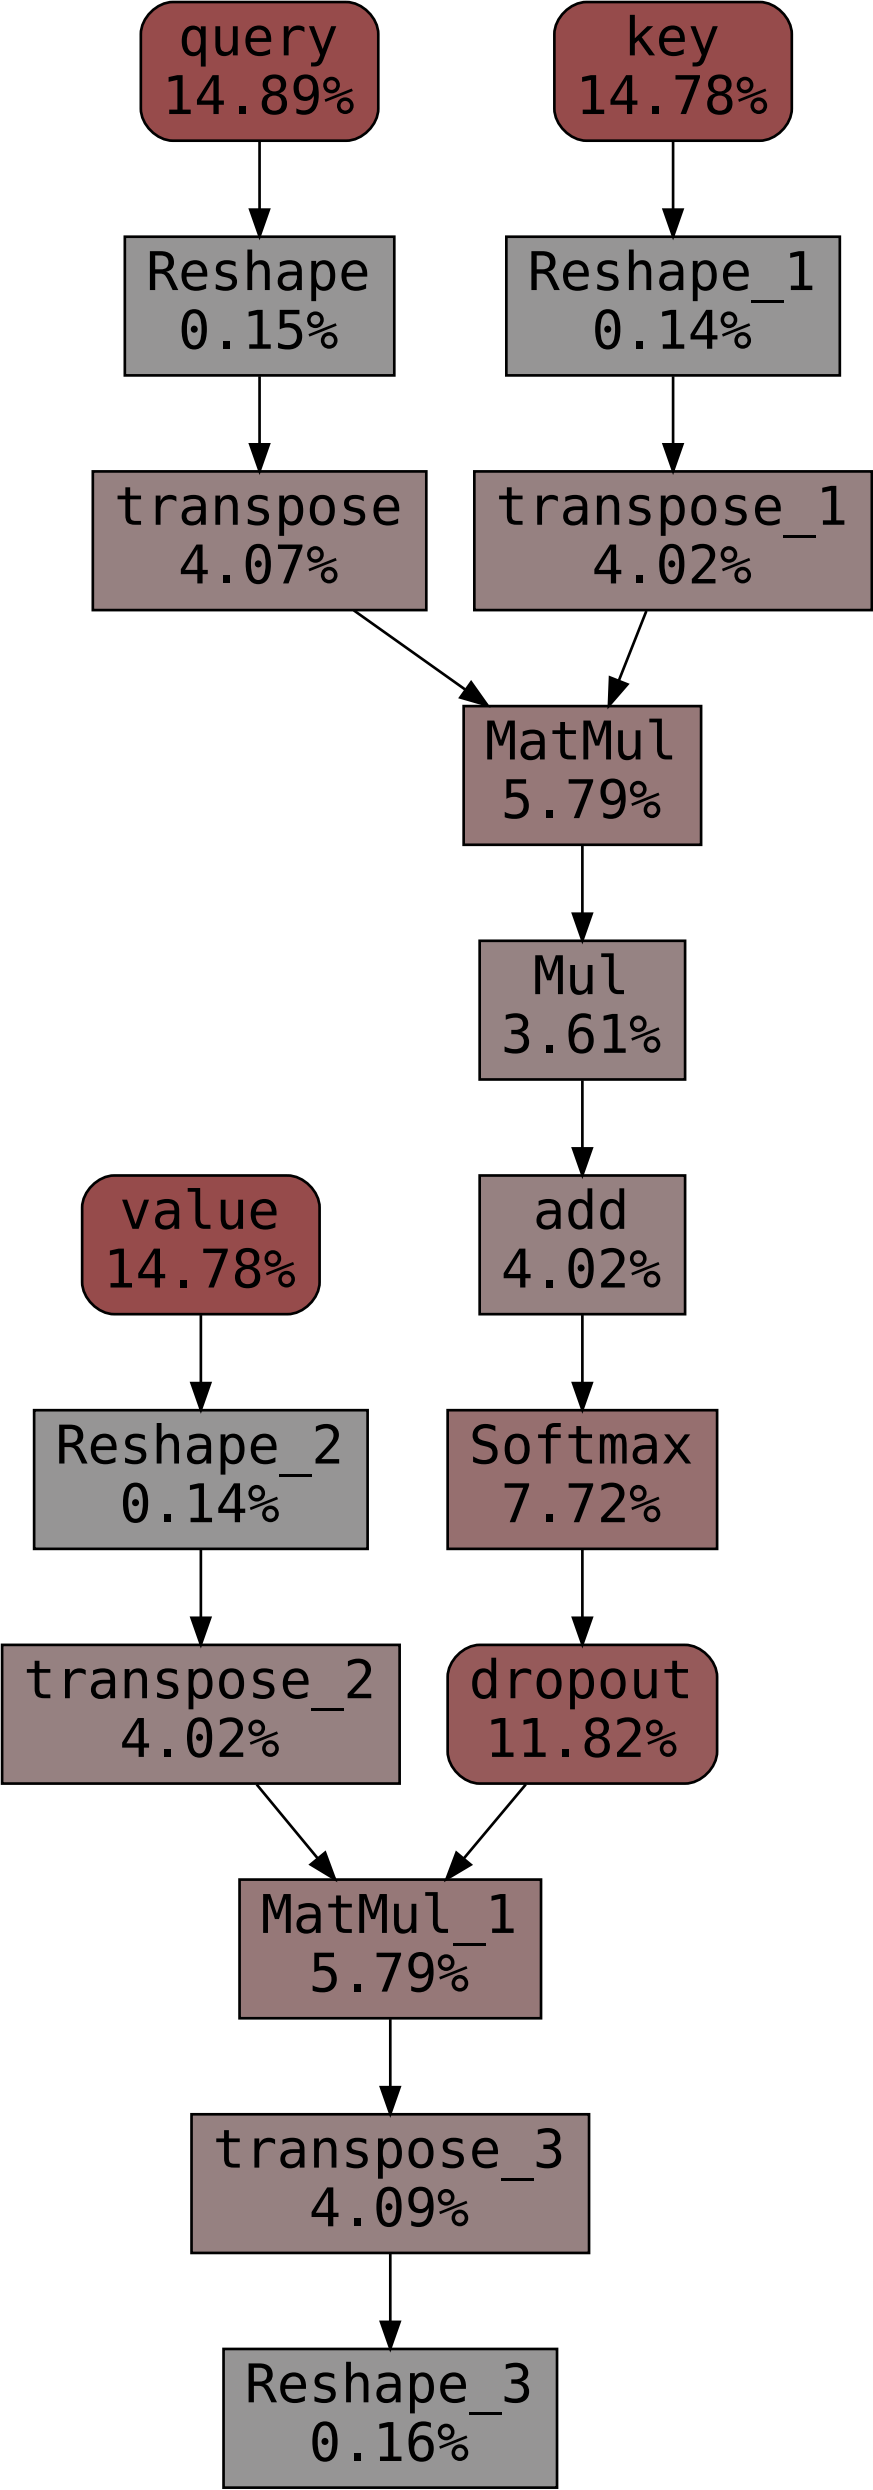 query
14.89%
key
14.78%
Reshape
0.15%
Reshape_1
0.14%
transpose
4.07%
transpose_1
4.02%
MatMul
5.79%
Mul
3.61%
value
14.78%
add
4.02%
Reshape_2
0.14%
Softmax
7.72%
transpose_2
4.02%
dropout
11.82%
MatMul_1
5.79%
transpose_3
4.09%
Reshape_3
0.16%